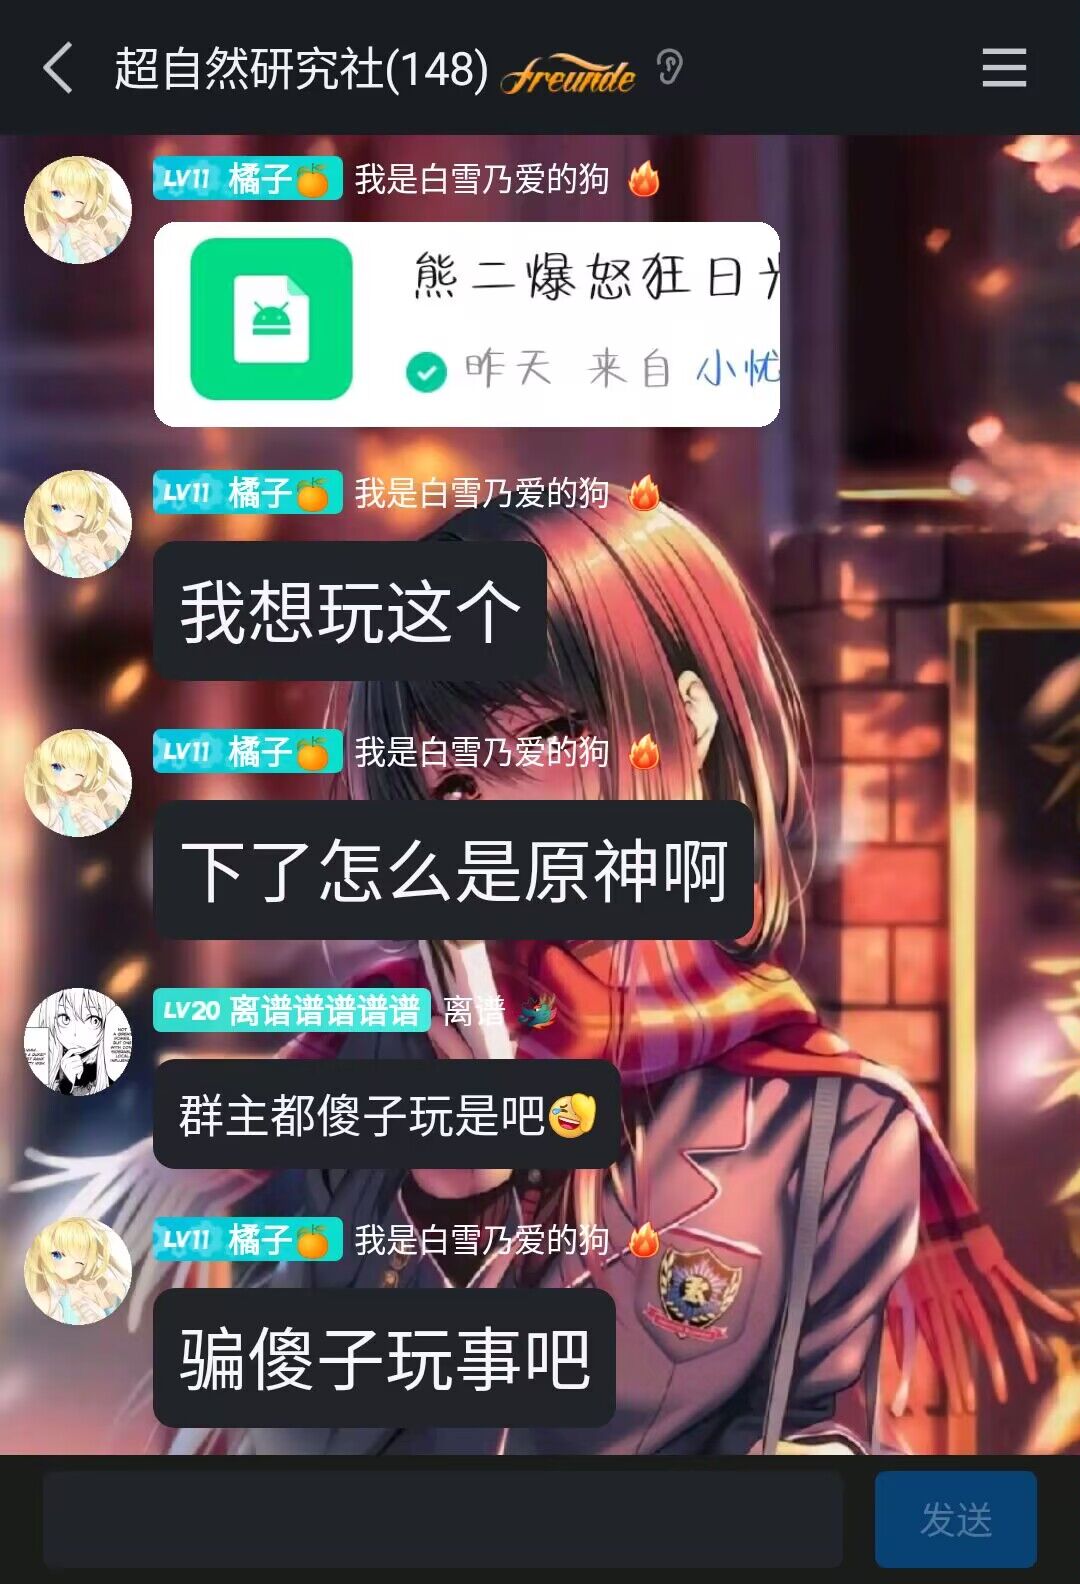 超自然研究社(148) freunde
LV11 橘子🍊 我是白雪乃爱的狗 🔥
熊二爆怒狂日
昨天 来自 小忧
LV11 橘子🍊 我是白雪乃爱的狗 🔥
我想玩这个
LV11 橘子🍊 我是白雪乃爱的狗 🔥
下了怎么是原神啊
LV20 离谱谱谱谱谱 离谱 🐲
群主都傻子玩是吧🤣
LV11 橘子🍊 我是白雪乃爱的狗 🔥
骗傻子玩事吧
发送